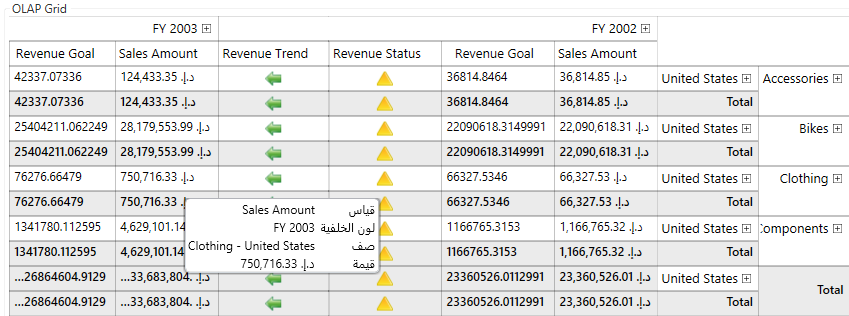 OLAP Grid
FY 2003 FY 2002
Revenue Goal Sales Amount Revenue Trend Revenue Status Revenue Goal Sales Amount
42337.07336 124,433.35 د.إ. 36814.8464 36,814.85 د.إ. United States Accessories
42337.07336 124,433.35 د.إ. 36814.8464 36,814.85 د.إ. Total
25404211.062249 28,179,553.99 د.إ. 22090618.3149991 22,090,618.31 د.إ. United States Bikes
25404211.062249 28,179,553.99 د.إ. 22090618.3149991 22,090,618.31 د.إ. Total
76276.66479 750,716.33 د.إ. 66327.5346 66,327.53 د.إ. United States Clothing
76276.66479 750,716.33 66327.5346 66,327.53 د.إ. Total
1341780.112595 4,629,101.14 1166765.3153 1,166,765.32 د.إ. United States Components
1341780.112595 4,629,101.14 1166765.3153 1,166,765.32 د.إ. Total
...26864604.9129 ...33,683,804. د.إ. 23360526.0112991 23,360,526.01 د.إ. United States
...26864604.9129 ...33,683,804. د.إ. 23360526.0112991 23,360,526.01 د.إ. Total Total
قياس Sales Amount
لون الخلفية FY 2003
صف Clothing - United States
قيمة د.إ. 750,716.33